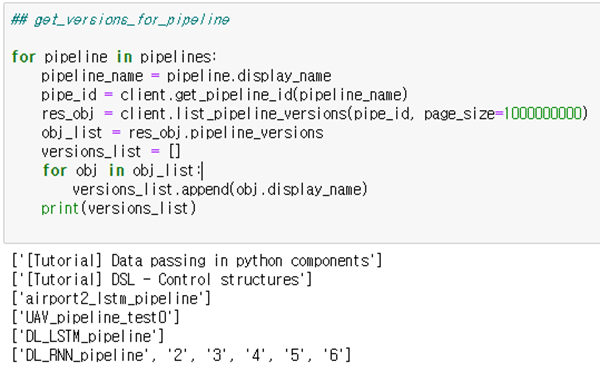 ## get_versions_for_pipeline
for pipeline in pipelines:
    pipeline_name = pipeline.display_name
    pipe_id = client.get_pipeline_id(pipeline_name)
    res_obj = client.list_pipeline_versions(pipe_id, page_size=1000000000)
    obj_list = res_obj.pipeline_versions
    versions_list = []
    for obj in obj_list:
        versions_list.append(obj.display_name)
    print(versions_list)
['[Tutorial] Data passing in python components']
['[Tutorial] DSL - Control structures']
['airport2_lstm_pipeline']
['UAV_pipeline_test0']
['DL_LSTM_pipeline']
['DL_RNN_pipeline', '2', '3', '4', '5', '6']